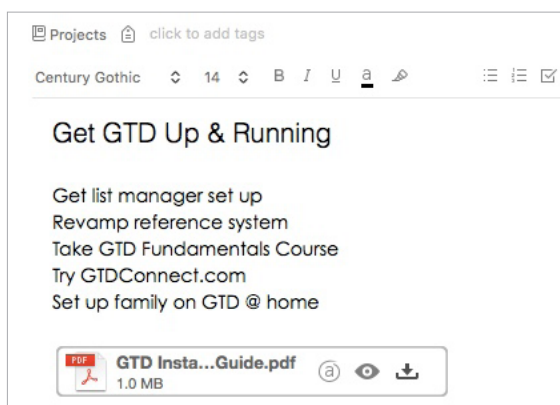 Projects click to add tags
Century Gothic 14 B I U a
Get GTD Up & Running
Get list manager set up
Revamp reference system
Take GTD Fundamentals Course
Try GTDConnect.com
Set up family on GTD @ home
PDF GTD Insta...Guide.pdf a
1.0 MB